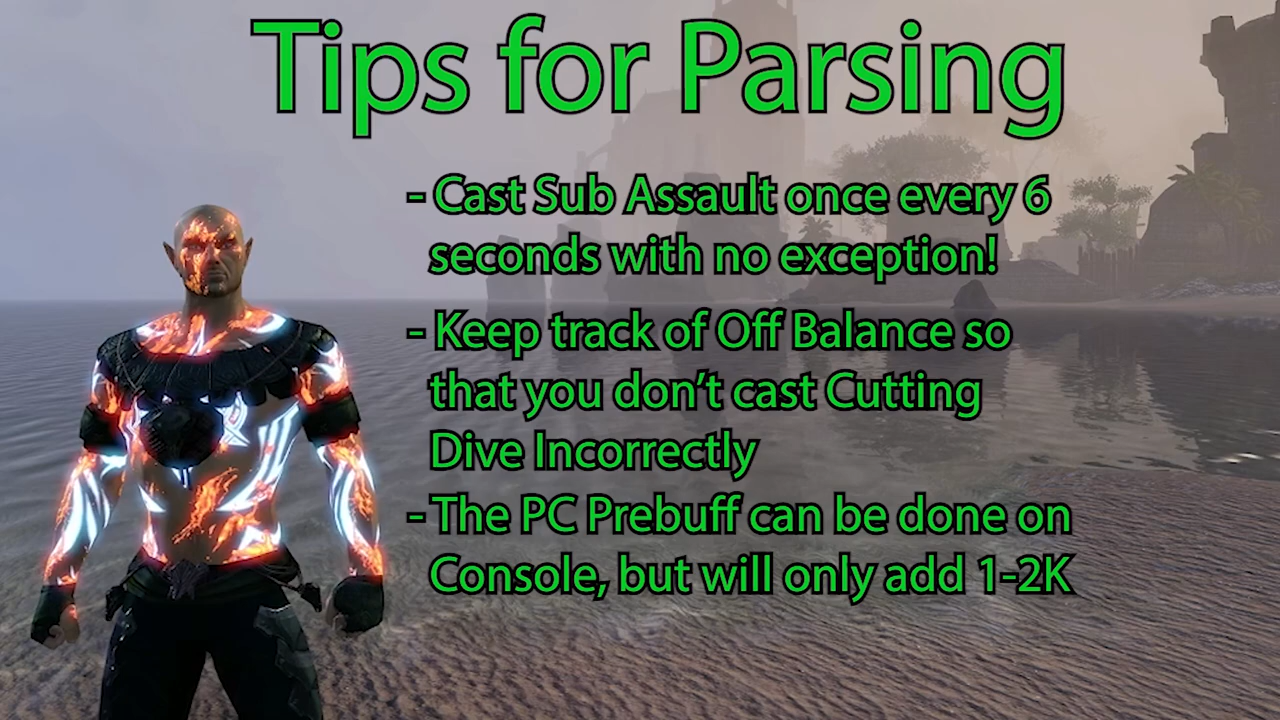 Tips for Parsing
- Cast Sub Assault once every 6
seconds with no exception!
- Keep track of Off Balance so
that you don’t cast Cutting
Dive Incorrectly
- The PC Prebuff can be done on
Console, but will only add 1-2K